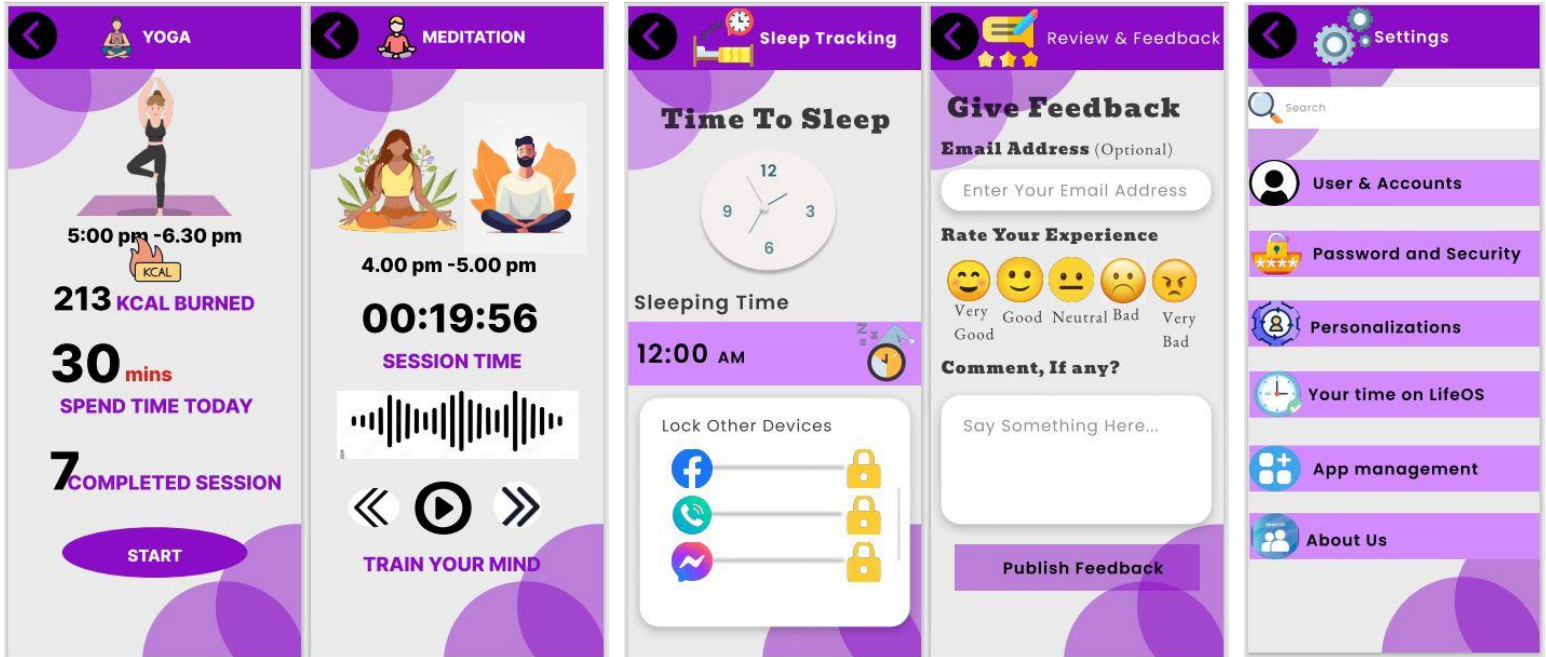 YOGA
5:00 pm -6.30 pm
KCAL
213 KCAL BURNED
30 mins
SPEND TIME TODAY
7 COMPLETED SESSION
START
MEDITATION
4.00 pm -5.00 pm
00:19:56
SESSION TIME
TRAIN YOUR MIND
Sleep Tracking
Time To Sleep
12
9
3
6
Sleeping Time
12:00 AM
Lock Other Devices
Review & Feedback
Give Feedback
Email Address (Optional)
Enter Your Email Address
Rate Your Experience
Very Good
Good
Neutral
Bad
Very Bad
Comment, If any?
Say Something Here...
Publish Feedback
Settings
Search
User & Accounts
****
Password and Security
Personalizations
Your time on LifeOS
App management
About Us